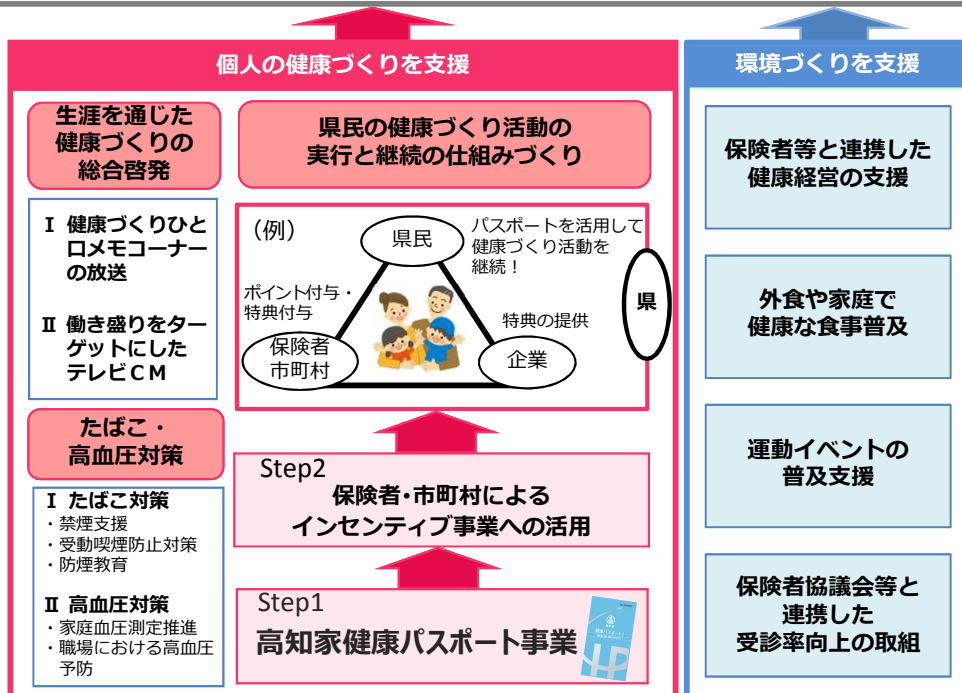 個人の健康づくりを支援
生涯を通じた
健康づくりの
総合啓発
Ⅰ 健康づくりひと
口メモコーナー
の放送
Ⅱ 働き盛りをター
ゲットにした
テレビCM
たばこ・
高血圧対策
Ⅰ たばこ対策
・禁煙支援
・受動喫煙防止対策
・防煙教育
Ⅱ 高血圧対策
・家庭血圧測定推進
・職場における高血圧
予防
県民の健康づくり活動の
実行と継続の仕組みづくり
(例)
県民
パスポートを活用して
健康づくり活動を
継続！
ポイント付与・
特典付与
保険者
市町村
特典の提供
企業
県
Step2
保険者・市町村による
インセンティブ事業への活用
Step1
高知家健康パスポート事業
環境づくりを支援
保険者等と連携した
健康経営の支援
外食や家庭で
健康な食事普及
運動イベントの
普及支援
保険者協議会等と
連携した
受診率向上の取組